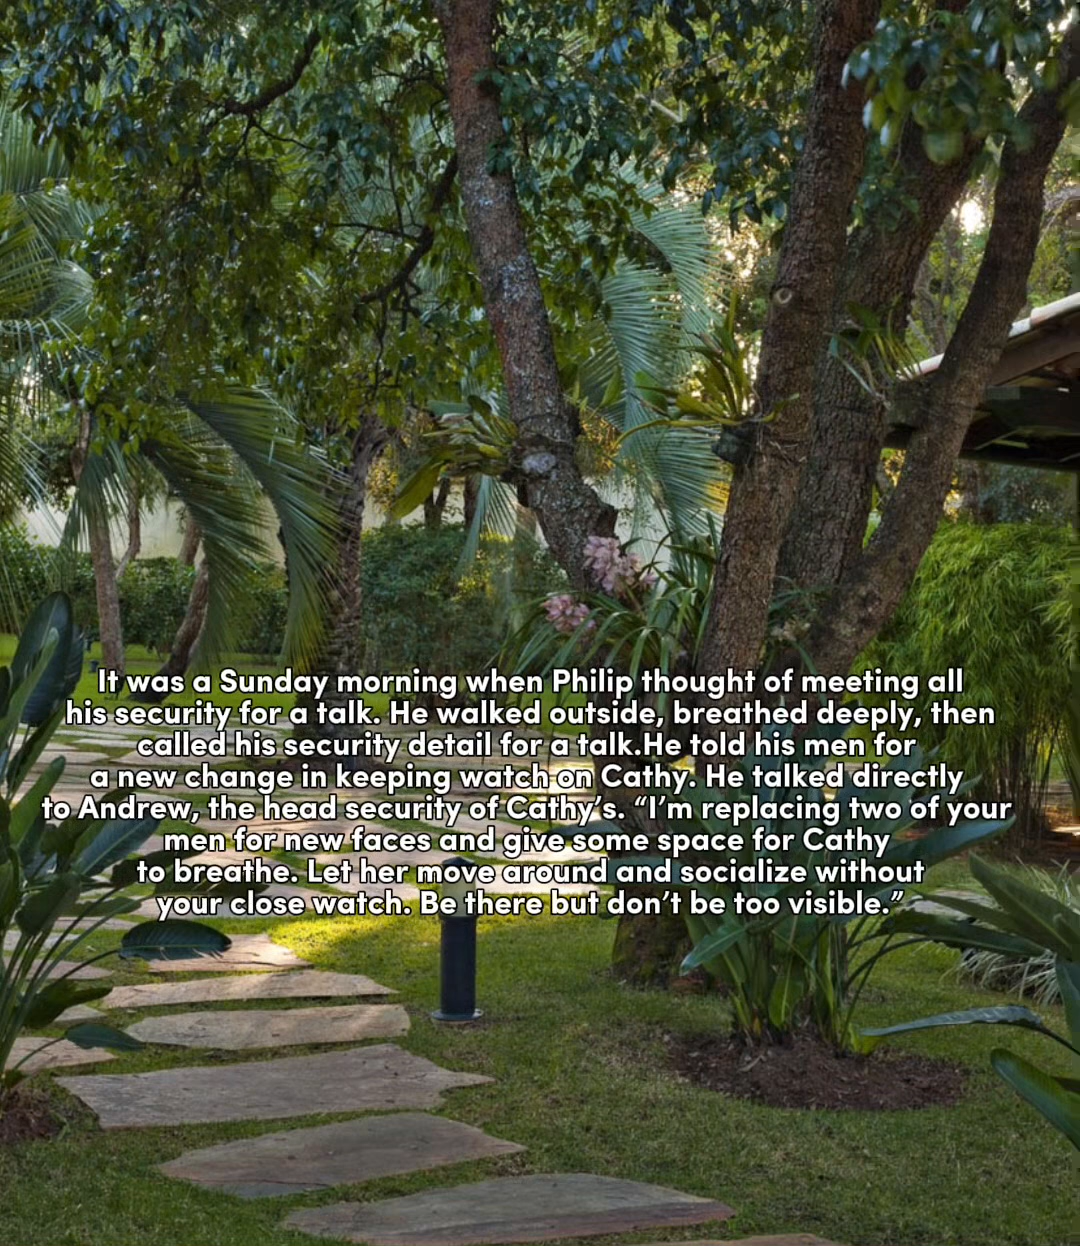 It was a Sunday morning when Philip thought of meeting all
his security for a talk. He walked outside, breathed deeply, then
called his security detail for a talk.He told his men for
a new change in keeping watch on Cathy. He talked directly
to Andrew, the head security of Cathy's. “I'm replacing two of your
men for new faces and give some space for Cathy
to breathe. Let her move around and socialize without
your close watch. Be there but don't be too visible.”